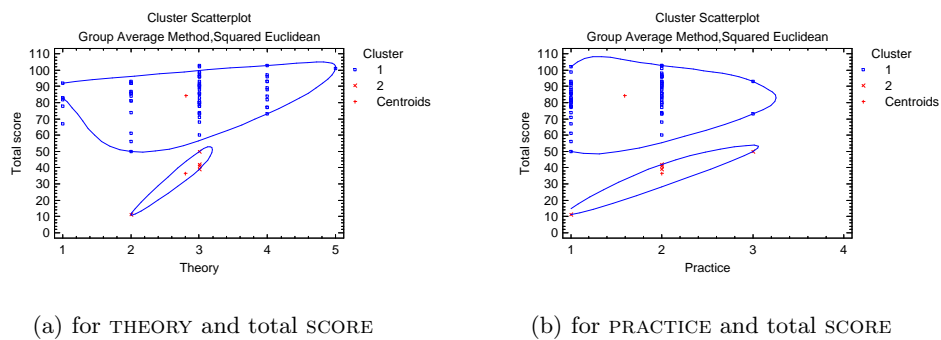 Cluster Scatterplot
Group Average Method,Squared Euclidean
Total score
110
100
90
80
70
60
50
40
30
20
10
0
1 2 3 4 5
Theory
Cluster
1
2
Centroids
(a) for THEORY and total SCORE
Cluster Scatterplot
Group Average Method,Squared Euclidean
Total score
110
100
90
80
70
60
50
40
30
20
10
0
1 2 3 4
Practice
Cluster
1
2
Centroids
(b) for PRACTICE and total SCORE